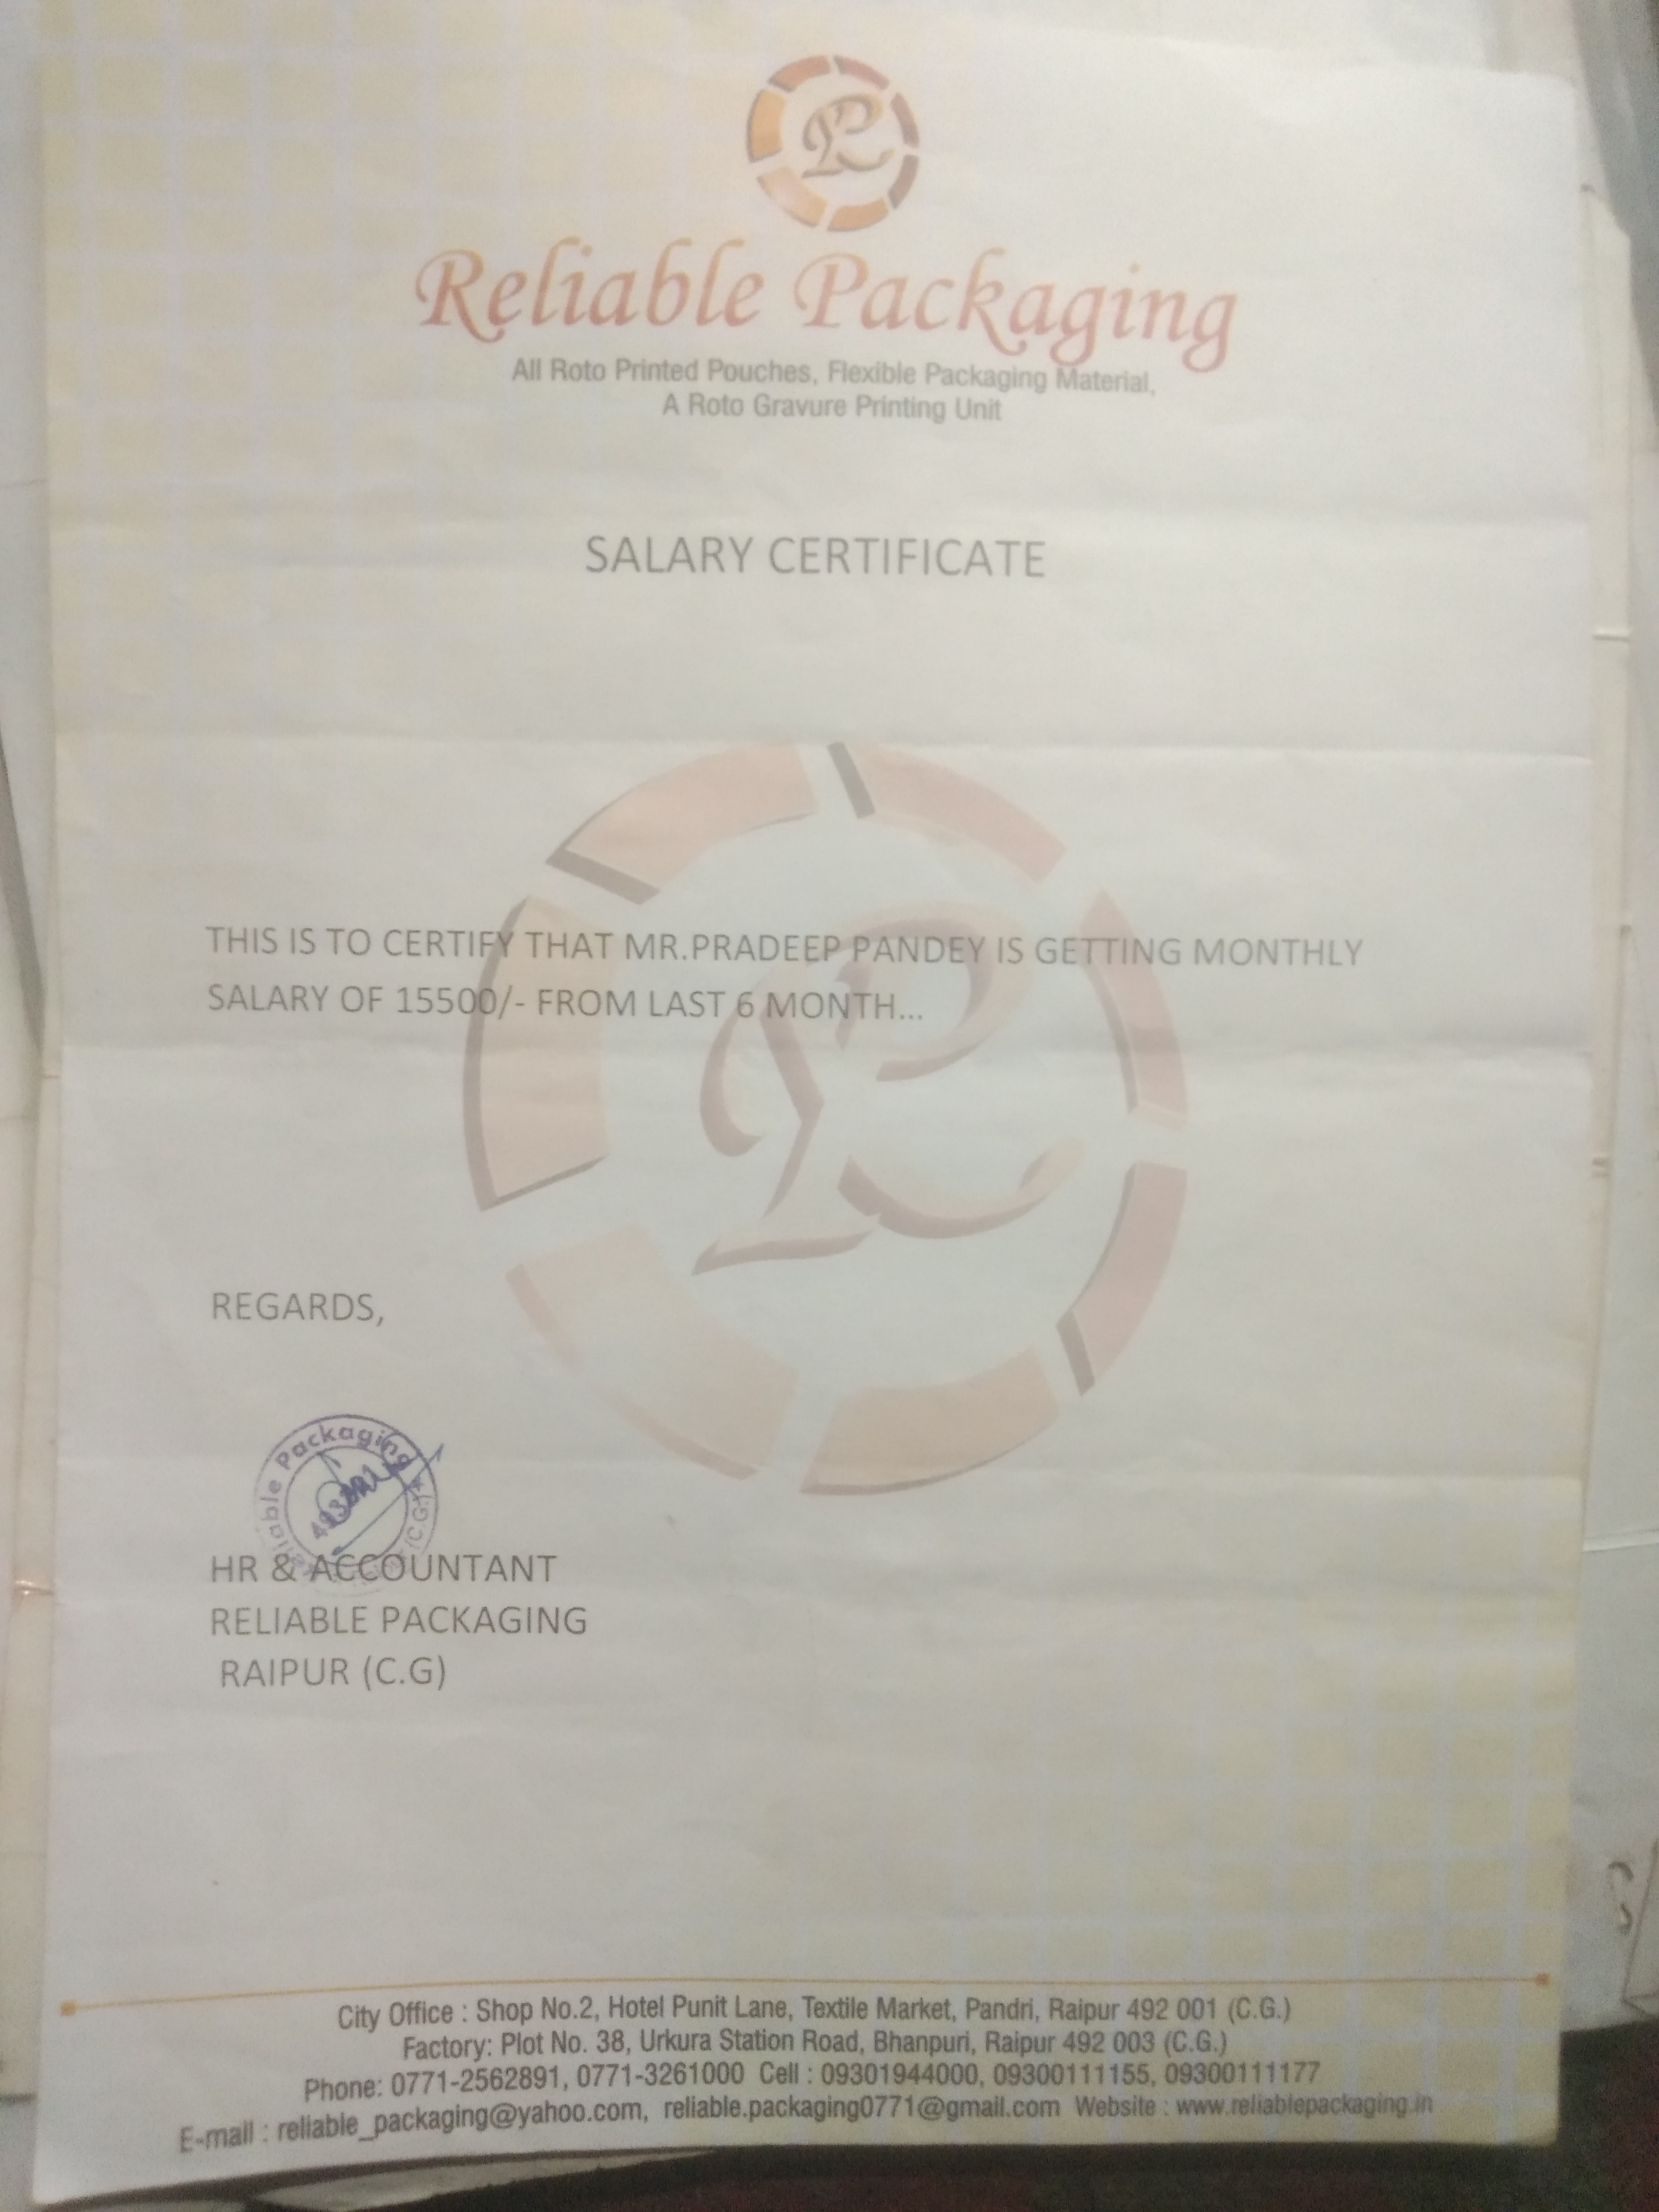 Reliable Packaging
All Roto Printed Pouches, Flexible Packaging Material,
A Roto Gravure Printing Unit
SALARY CERTIFICATE
THIS IS TO CERTIFY THAT MR.PRADEEP PANDEY IS GETTING MONTHLY
SALARY OF 15500/- FROM LAST 6 MONTH...
REGARDS,
Reliable Packaging
(C.G.)
HR & ACCOUNTANT
RELIABLE PACKAGING
RAIPUR (C.G)
City Office : Shop No.2, Hotel Punit Lane, Textile Market, Pandri, Raipur 492 001 (C.G.)
Factory: Plot No. 38, Urkura Station Road, Bhanpuri, Raipur 492 003 (C.G.)
Phone: 0771-2562891, 0771-3261000 Cell : 09301944000, 09300111155, 09300111177
E-mail : reliable_packaging@yahoo.com, reliable.packaging0771@gmail.com Website : www.reliablepackaging.in